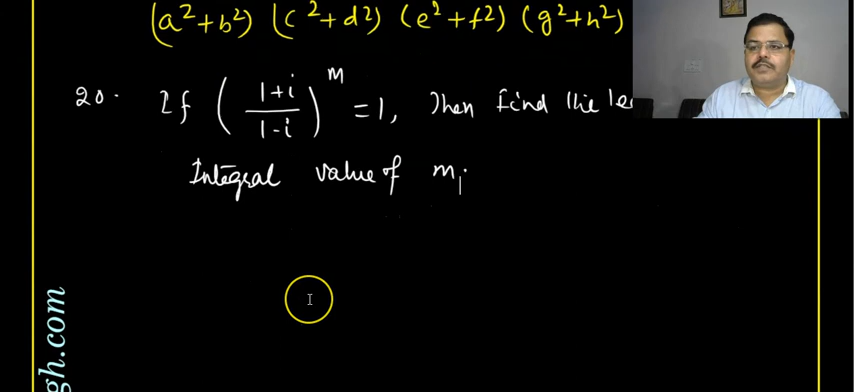 (a²+b²) (c²+d²) (e²+f²) (g²+h²)
20. If ( 1+i / 1-i )^m = 1, Then find the
Integral value of m.
gh.com